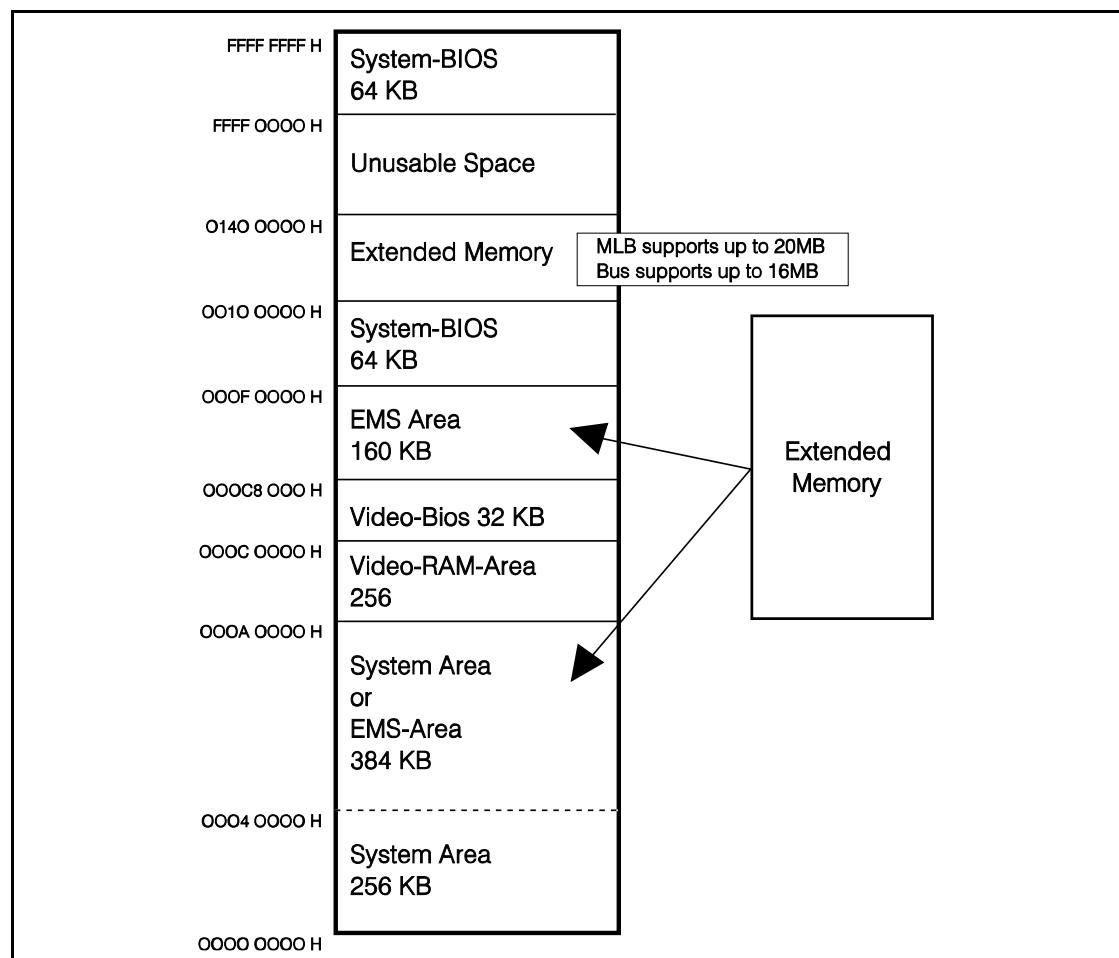 FFFF FFFF H
System-BIOS
64 KB
FFFF OOOO H
Unusable Space
O14O OOOO H
Extended Memory
MLB supports up to 20MB
Bus supports up to 16MB
OO1O OOOO H
System-BIOS
64 KB
OOOF OOOO H
EMS Area
160 KB
Extended
Memory
OOOC8 OOO H
Video-Bios 32 KB
OOOC OOOO H
Video-RAM-Area
256
OOOA OOOO H
System Area
or
EMS-Area
384 KB
OOO4 OOOO H
System Area
256 KB
OOOO OOOO H